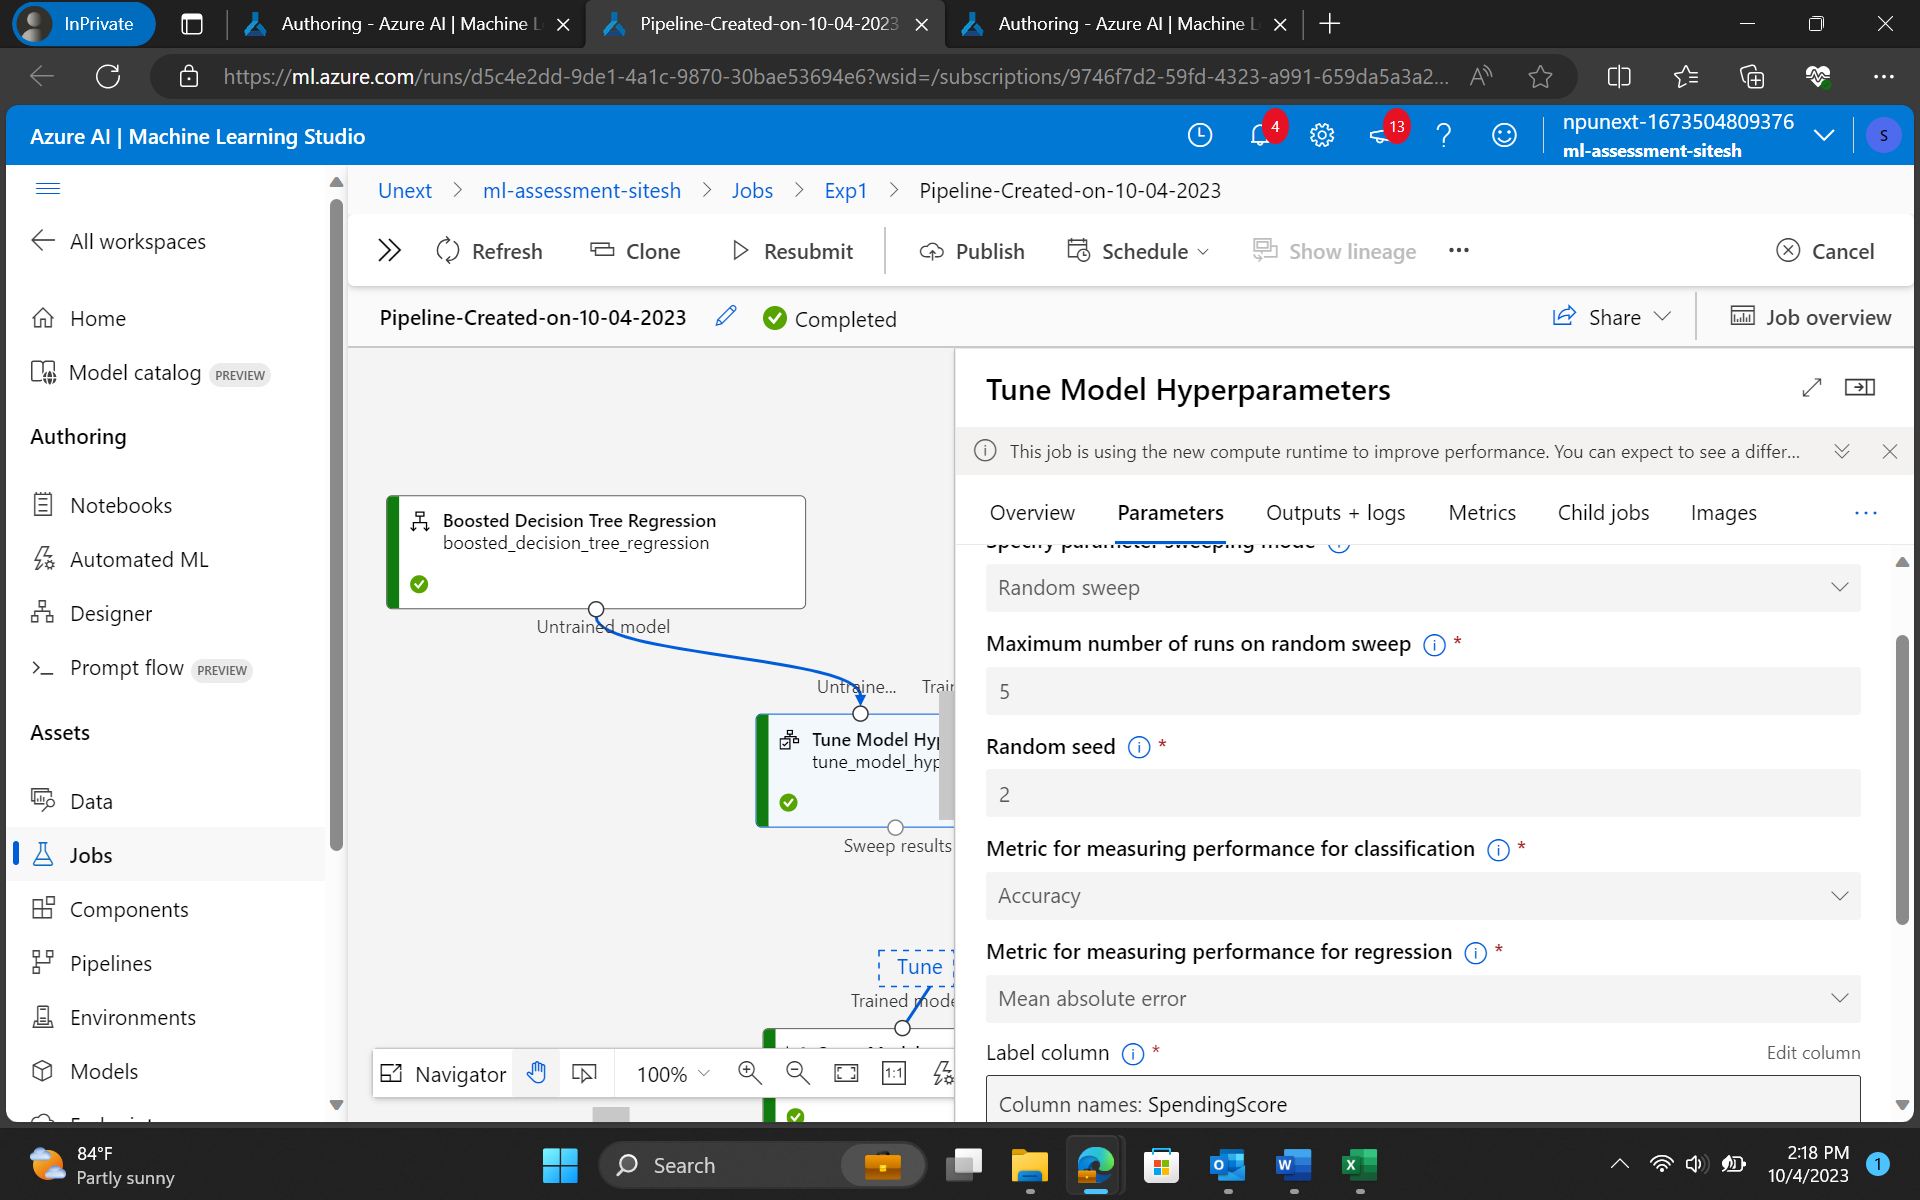 InPrivate
Authoring - Azure AI | Machine L
Pipeline-Created-on-10-04-2023
Authoring - Azure AI | Machine L
https://ml.azure.com/runs/d5c4e2dd-9de1-4a1c-9870-30bae53694e6?wsid=/subscriptions/9746f7d2-59fd-4323-a991-659da5a3a2...
Azure AI | Machine Learning Studio
4
13
npunext-1673504809376
ml-assessment-sitesh
S
All workspaces
Home
Model catalog PREVIEW
Authoring
Notebooks
Automated ML
Designer
Prompt flow PREVIEW
Assets
Data
Jobs
Components
Pipelines
Environments
Models
Unext > ml-assessment-sitesh > Jobs > Exp1 > Pipeline-Created-on-10-04-2023
Refresh
Clone
Resubmit
Publish
Schedule
Show lineage
Cancel
Pipeline-Created-on-10-04-2023
Completed
Share
Job overview
Boosted Decision Tree Regression
boosted_decision_tree_regression
Untrained model
Untraine...
Trai
Tune Model Hyp
tune_model_hyp
Sweep results
Tune
Trained mode
Navigator
100%
1:1
Tune Model Hyperparameters
This job is using the new compute runtime to improve performance. You can expect to see a differ...
Overview
Parameters
Outputs + logs
Metrics
Child jobs
Images
Specify parameter sweeping mode
Random sweep
Maximum number of runs on random sweep *
5
Random seed *
2
Metric for measuring performance for classification *
Accuracy
Metric for measuring performance for regression *
Mean absolute error
Label column *
Edit column
Column names: SpendingScore
84°F
Partly sunny
Search
2:18 PM
10/4/2023
1